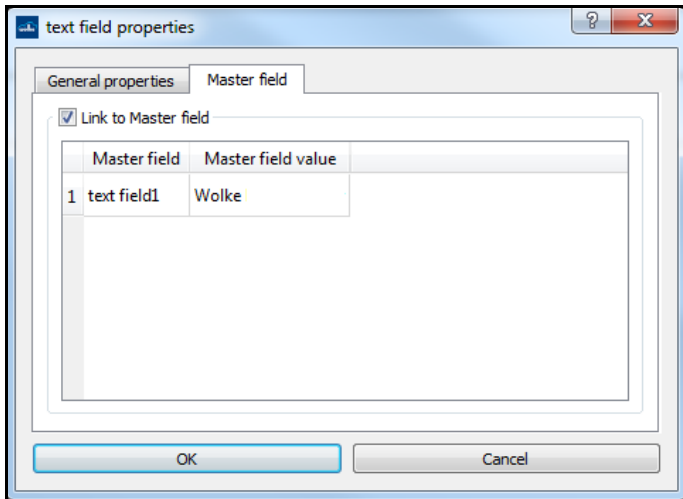 text field properties
General properties Master field
Link to Master field
Master field Master field value
1 text field1 Wolke
OK Cancel